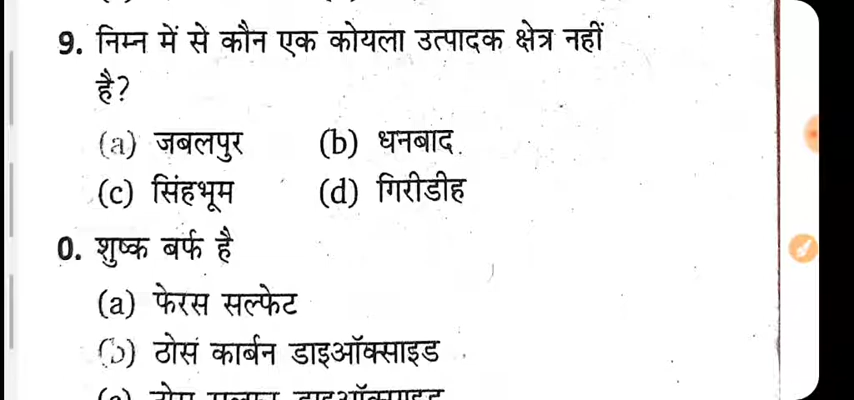 9. निम्न में से कौन एक कोयला उत्पादक क्षेत्र नहीं
है?
(a) जबलपुर (b) धनबाद
(c) सिंहभूम (d) गिरीडीह
0. शुष्क बर्फ है
(a) फेरस सल्फेट
(b) ठोस कार्बन डाइऑक्साइड